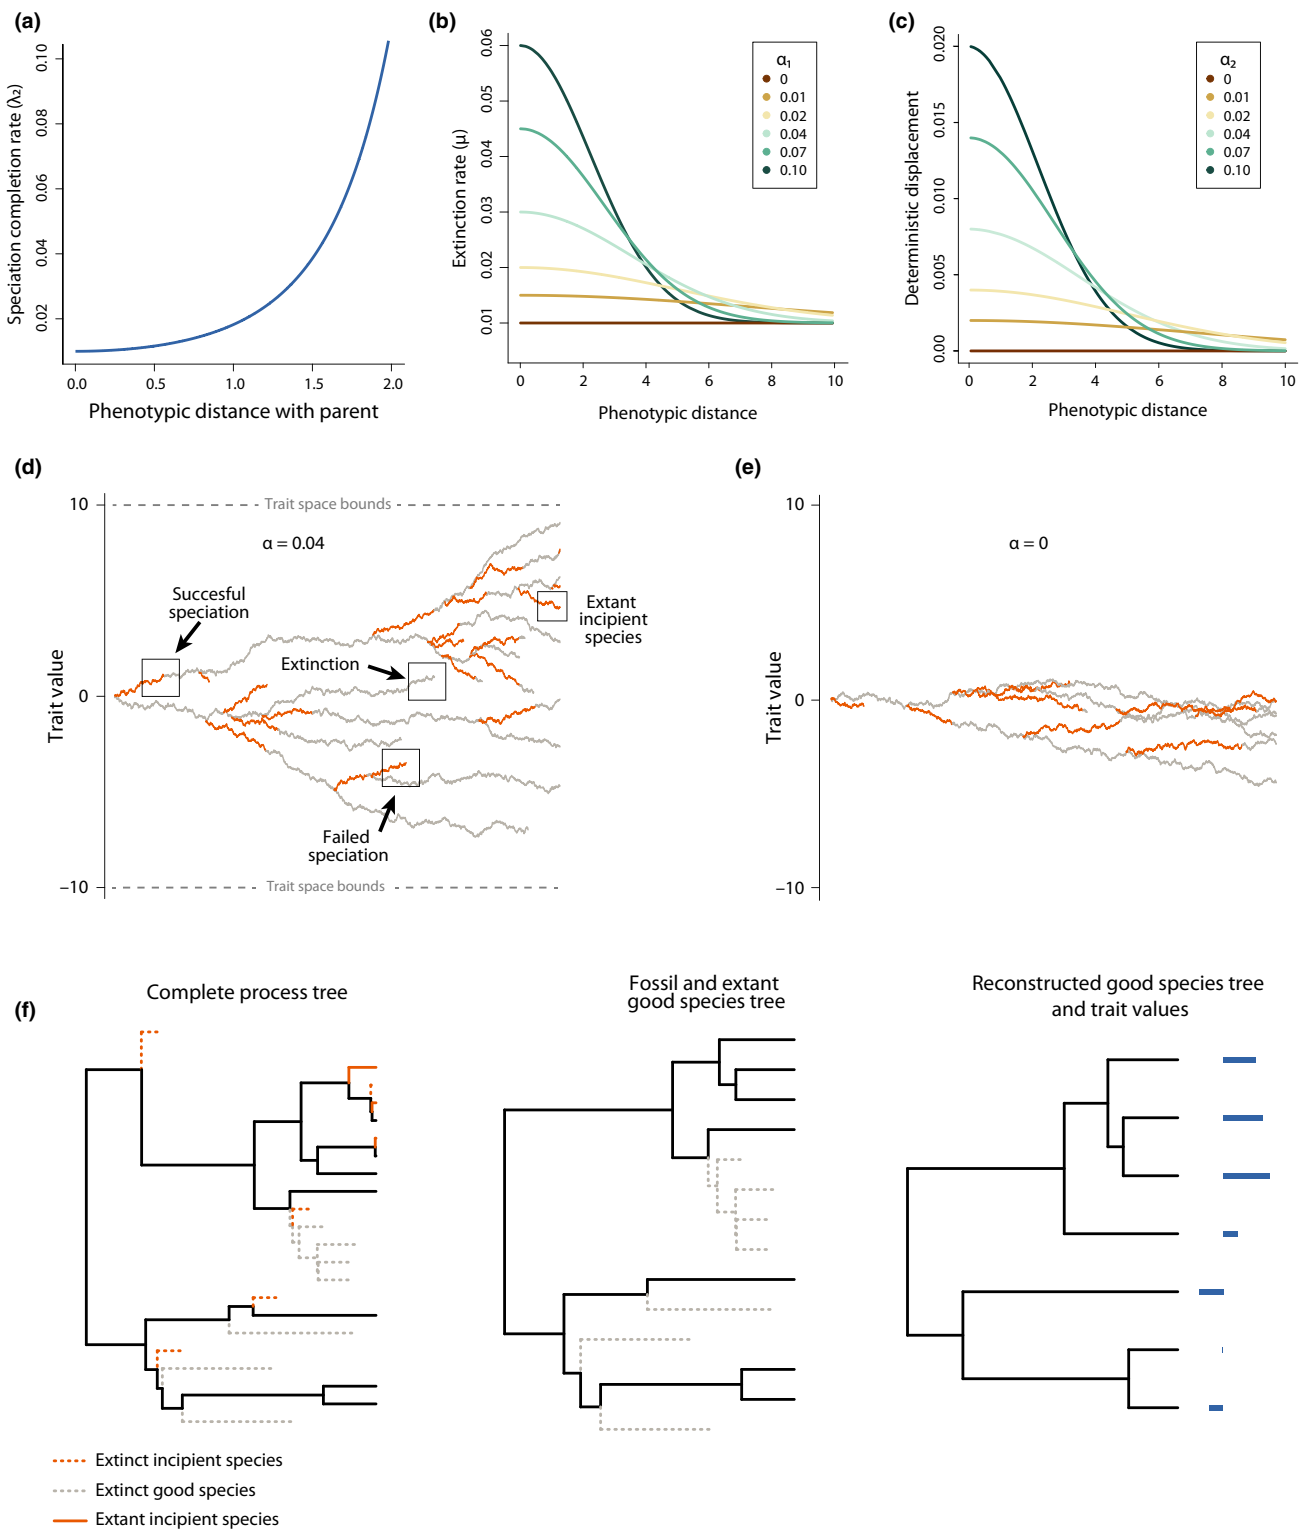 (a)
Speciation completion rate (λ₂)
0.10
0.08
0.06
0.04
0.02
0.0
0.5
1.0
1.5
2.0
Phenotypic distance with parent
(b)
Extinction rate (μ)
0.06
0.05
0.04
0.03
0.02
0.01
0
2
4
6
8
10
Phenotypic distance
α₁
0
0.01
0.02
0.04
0.07
0.10
(c)
Deterministic displacement
0.020
0.015
0.010
0.005
0.00
0
2
4
6
8
10
Phenotypic distance
α₂
0
0.01
0.02
0.04
0.07
0.10
(d)
Trait value
10
0
−10
Trait space bounds
α = 0.04
Succesful
speciation
Extinction
Extant
incipient
species
Failed
speciation
Trait space bounds
(e)
Trait value
10
0
−10
α = 0
(f)
Complete process tree
Fossil and extant
good species tree
Reconstructed good species tree
and trait values
Extinct incipient species
Extinct good species
Extant incipient species